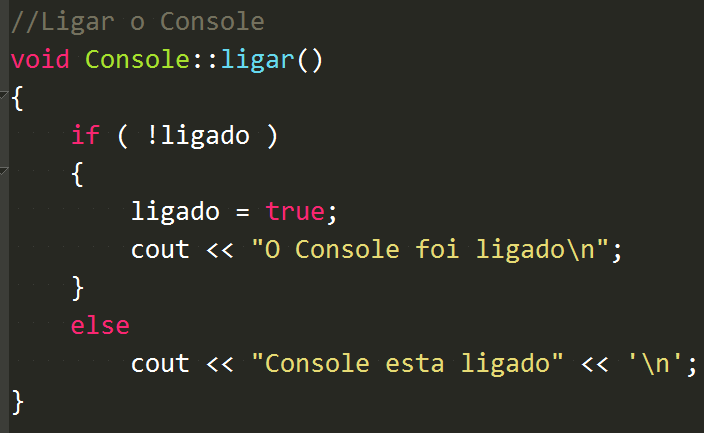 //Ligar o Console
void Console::ligar()
{
if ( !ligado )
{
ligado = true;
cout << "O Console foi ligado\n";
}
else
cout << "Console esta ligado" << '\n';
}